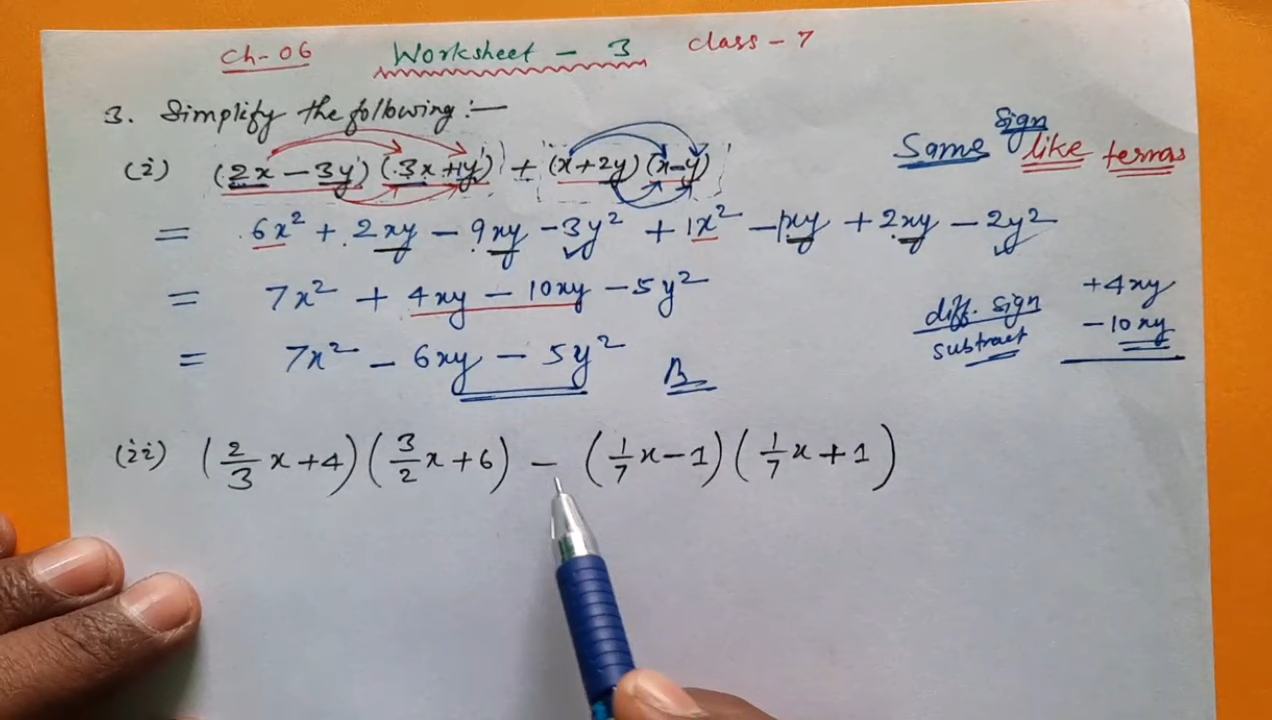 Ch-06 Worksheet - 3 class - 7
3. Simplify the following :—
(i) (2x - 3y) (3x + 1y) + (x + 2y) (x - y)
= 6x² + 2xy - 9xy - 3y² + 1x² - 1xy + 2xy - 2y²
= 7x² + 4xy - 10xy - 5y²
= 7x² - 6xy - 5y²
Same sign like terms
diff. sign
subtract
+4xy
-10xy
(ii) (2/3 x + 4) (3/2 x + 6) - (1/7 x - 1) (1/7 x + 1)